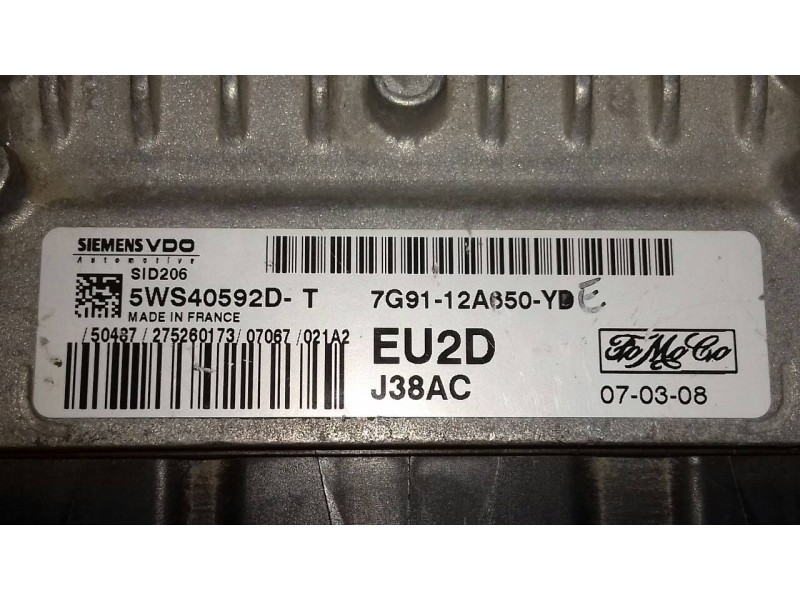 SIEMENS VDO
Automotive
SID206
5WS40592D- T
MADE IN FRANCE
/50487/275260173/07067/021A2
7G91-12A650-YD E
EU2D
J38AC
FoMoCo
07-03-08